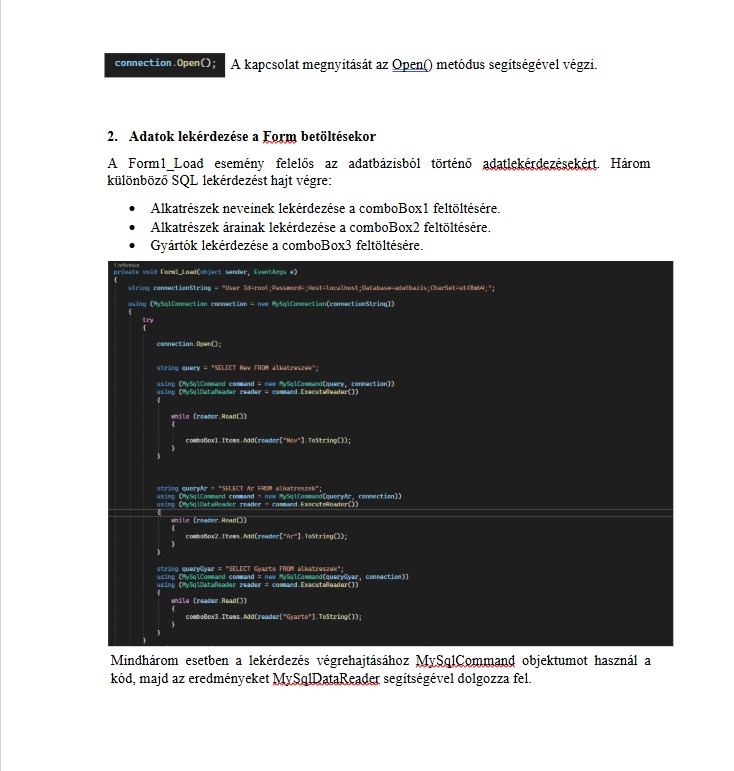 connection.Open(); A kapcsolat megnyitását az Open() metódus segítségével végzi.
2. Adatok lekérdezése a Form betöltésekor
A Form1_Load esemény felelős az adatbázisból történő adatlekérdezésekért. Három
különböző SQL lekérdezést hajt végre:
• Alkatrészek neveinek lekérdezése a comboBox1 feltöltésére.
• Alkatrészek árainak lekérdezése a comboBox2 feltöltésére.
• Gyártók lekérdezése a comboBox3 feltöltésére.
1 reference
private void Form1_Load(object sender, EventArgs e)
{
string connectionString = "User Id=root;Password=;Host=localhost;Database=adatbazis;CharSet=utf8mb4;";
using (MySqlConnection connection = new MySqlConnection(connectionString))
{
try
{
connection.Open();
string query = "SELECT Nev FROM alkatreszek";
using (MySqlCommand command = new MySqlCommand(query, connection))
using (MySqlDataReader reader = command.ExecuteReader())
{
while (reader.Read())
{
comboBox1.Items.Add(reader["Nev"].ToString());
}
}
string queryAr = "SELECT Ar FROM alkatreszek";
using (MySqlCommand command = new MySqlCommand(queryAr, connection))
using (MySqlDataReader reader = command.ExecuteReader())
{
while (reader.Read())
{
comboBox2.Items.Add(reader["Ar"].ToString());
}
}
string queryGyar = "SELECT Gyarto FROM alkatreszek";
using (MySqlCommand command = new MySqlCommand(queryGyar, connection))
using (MySqlDataReader reader = command.ExecuteReader())
{
while (reader.Read())
{
comboBox3.Items.Add(reader["Gyarto"].ToString());
}
}
}
Mindhárom esetben a lekérdezés végrehajtásához MySqlCommand objektumot használ a
kód, majd az eredményeket MySqlDataReader segítségével dolgozza fel.